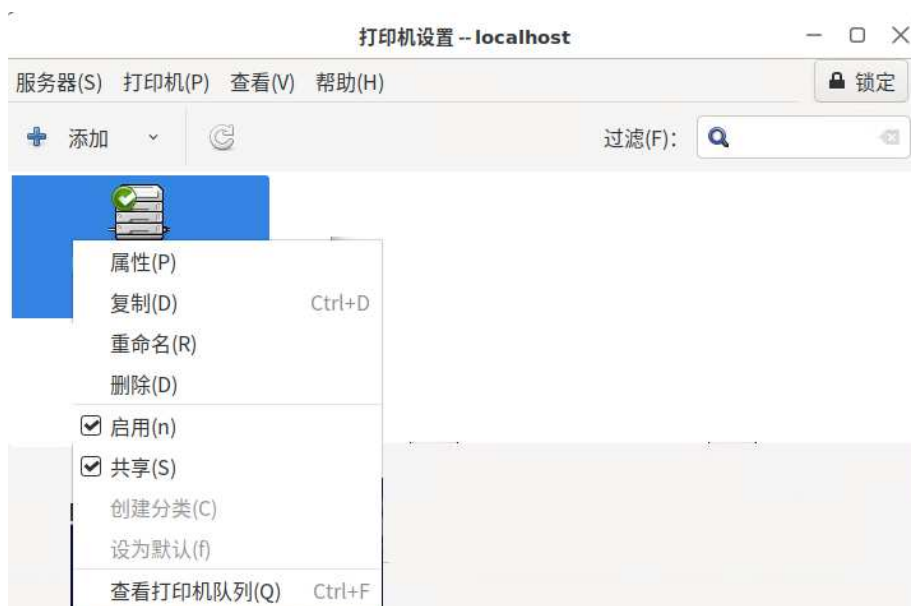 打印机设置 -- localhost
服务器(S) 打印机(P) 查看(V) 帮助(H) 锁定
添加 过滤(F):
属性(P)
复制(D) Ctrl+D
重命名(R)
删除(D)
启用(n)
共享(S)
创建分类(C)
设为默认(f)
查看打印机队列(Q) Ctrl+F